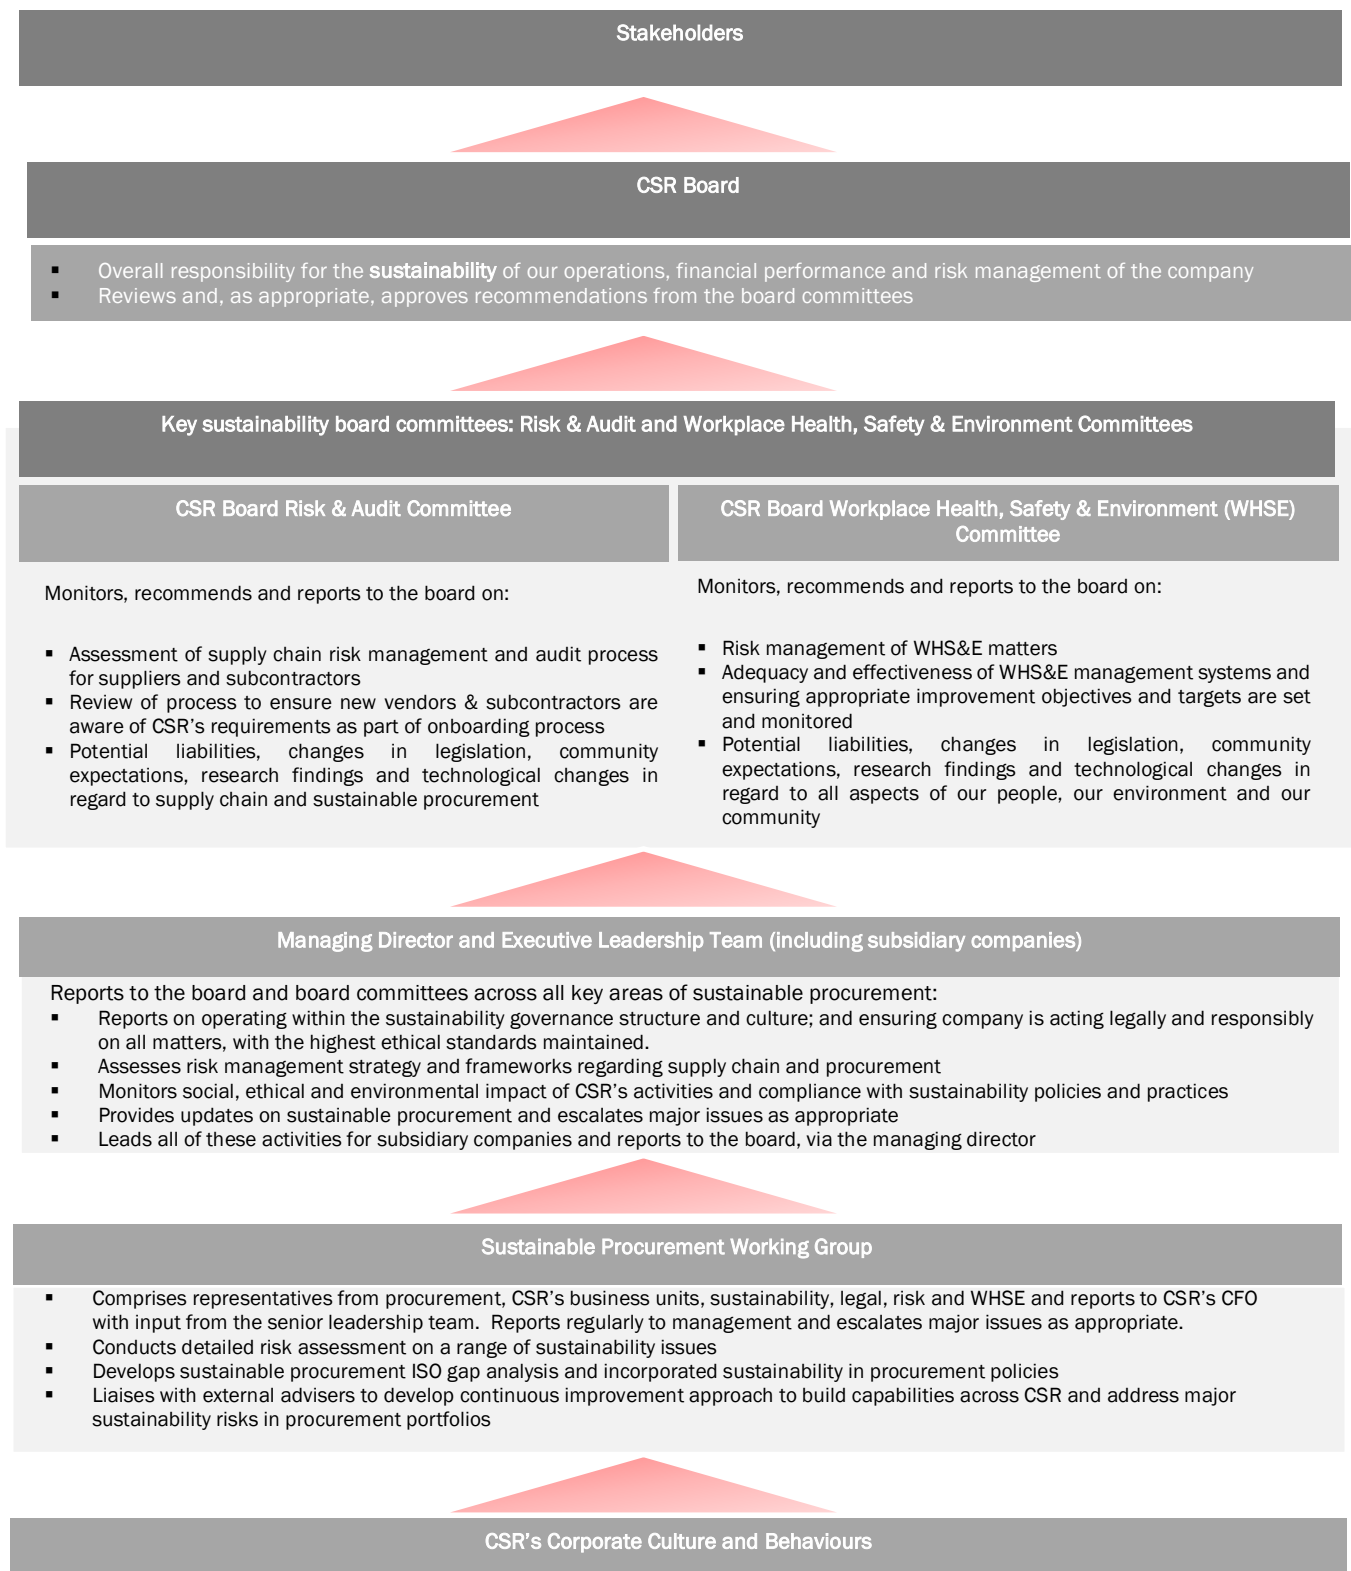 Stakeholders
CSR Board
▪ Overall responsibility for the sustainability of our operations, financial performance and risk management of the company
▪ Reviews and, as appropriate, approves recommendations from the board committees
Key sustainability board committees: Risk & Audit and Workplace Health, Safety & Environment Committees
CSR Board Risk & Audit Committee
Monitors, recommends and reports to the board on:
▪ Assessment of supply chain risk management and audit process
for suppliers and subcontractors
▪ Review of process to ensure new vendors & subcontractors are
aware of CSR’s requirements as part of onboarding process
▪ Potential liabilities, changes in legislation, community
expectations, research findings and technological changes in
regard to supply chain and sustainable procurement
CSR Board Workplace Health, Safety & Environment (WHSE)
Committee
Monitors, recommends and reports to the board on:
▪ Risk management of WHS&E matters
▪ Adequacy and effectiveness of WHS&E management systems and
ensuring appropriate improvement objectives and targets are set
and monitored
▪ Potential liabilities, changes in legislation, community
expectations, research findings and technological changes in
regard to all aspects of our people, our environment and our
community
Managing Director and Executive Leadership Team (including subsidiary companies)
Reports to the board and board committees across all key areas of sustainable procurement:
▪ Reports on operating within the sustainability governance structure and culture; and ensuring company is acting legally and responsibly
on all matters, with the highest ethical standards maintained.
▪ Assesses risk management strategy and frameworks regarding supply chain and procurement
▪ Monitors social, ethical and environmental impact of CSR’s activities and compliance with sustainability policies and practices
▪ Provides updates on sustainable procurement and escalates major issues as appropriate
▪ Leads all of these activities for subsidiary companies and reports to the board, via the managing director
Sustainable Procurement Working Group
▪ Comprises representatives from procurement, CSR’s business units, sustainability, legal, risk and WHSE and reports to CSR’s CFO
with input from the senior leadership team. Reports regularly to management and escalates major issues as appropriate.
▪ Conducts detailed risk assessment on a range of sustainability issues
▪ Develops sustainable procurement ISO gap analysis and incorporated sustainability in procurement policies
▪ Liaises with external advisers to develop continuous improvement approach to build capabilities across CSR and address major
sustainability risks in procurement portfolios
CSR’s Corporate Culture and Behaviours